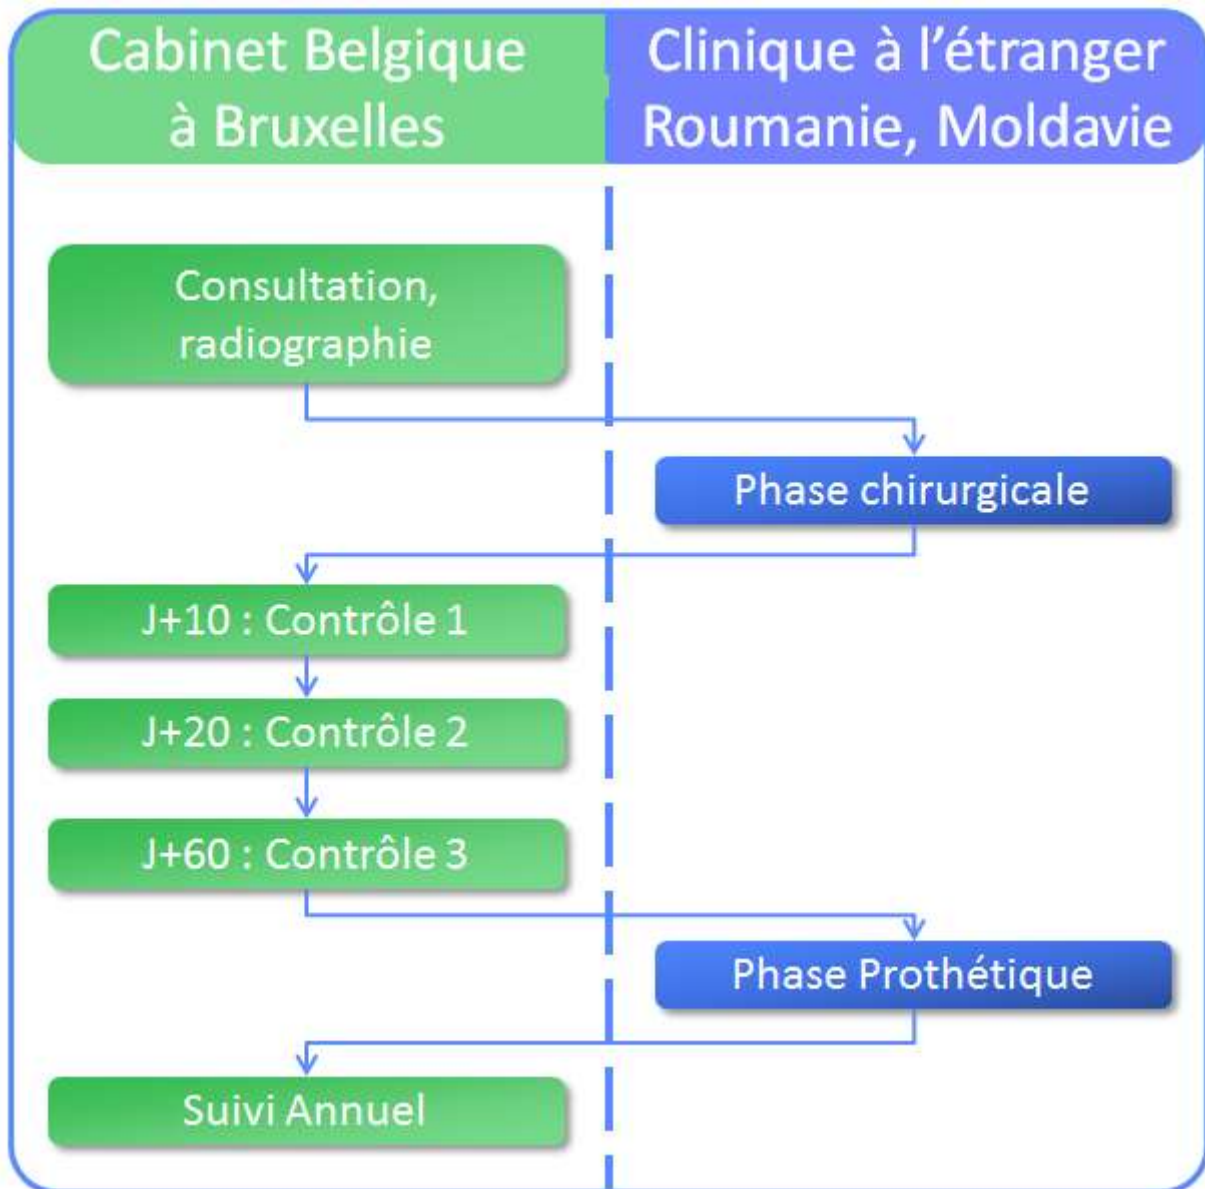 Cabinet Belgique
à Bruxelles
Clinique à l’étranger
Roumanie, Moldavie
Consultation,
radiographie
Phase chirurgicale
J+10 : Contrôle 1
J+20 : Contrôle 2
J+60 : Contrôle 3
Phase Prothétique
Suivi Annuel